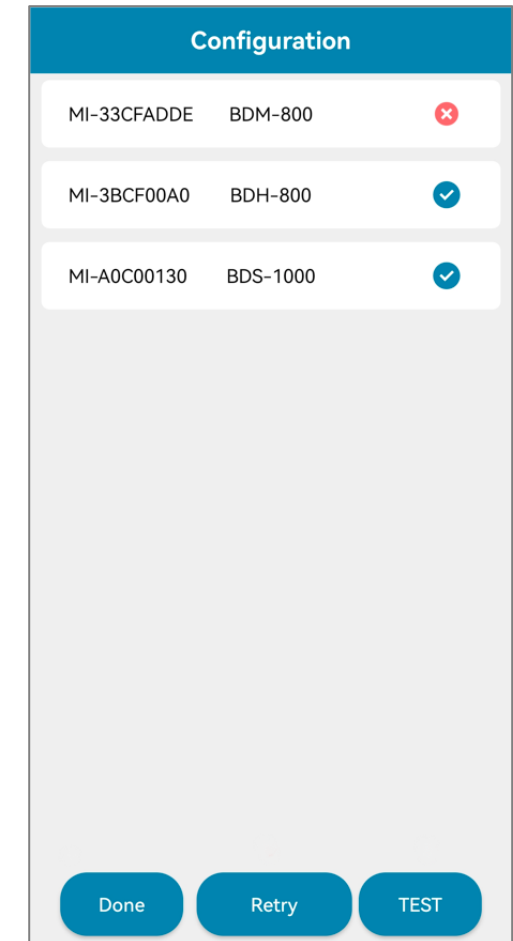 Configuration
MI-33CFADDE BDM-800
MI-3BCF00A0 BDH-800
MI-A0C00130 BDS-1000
Done Retry TEST